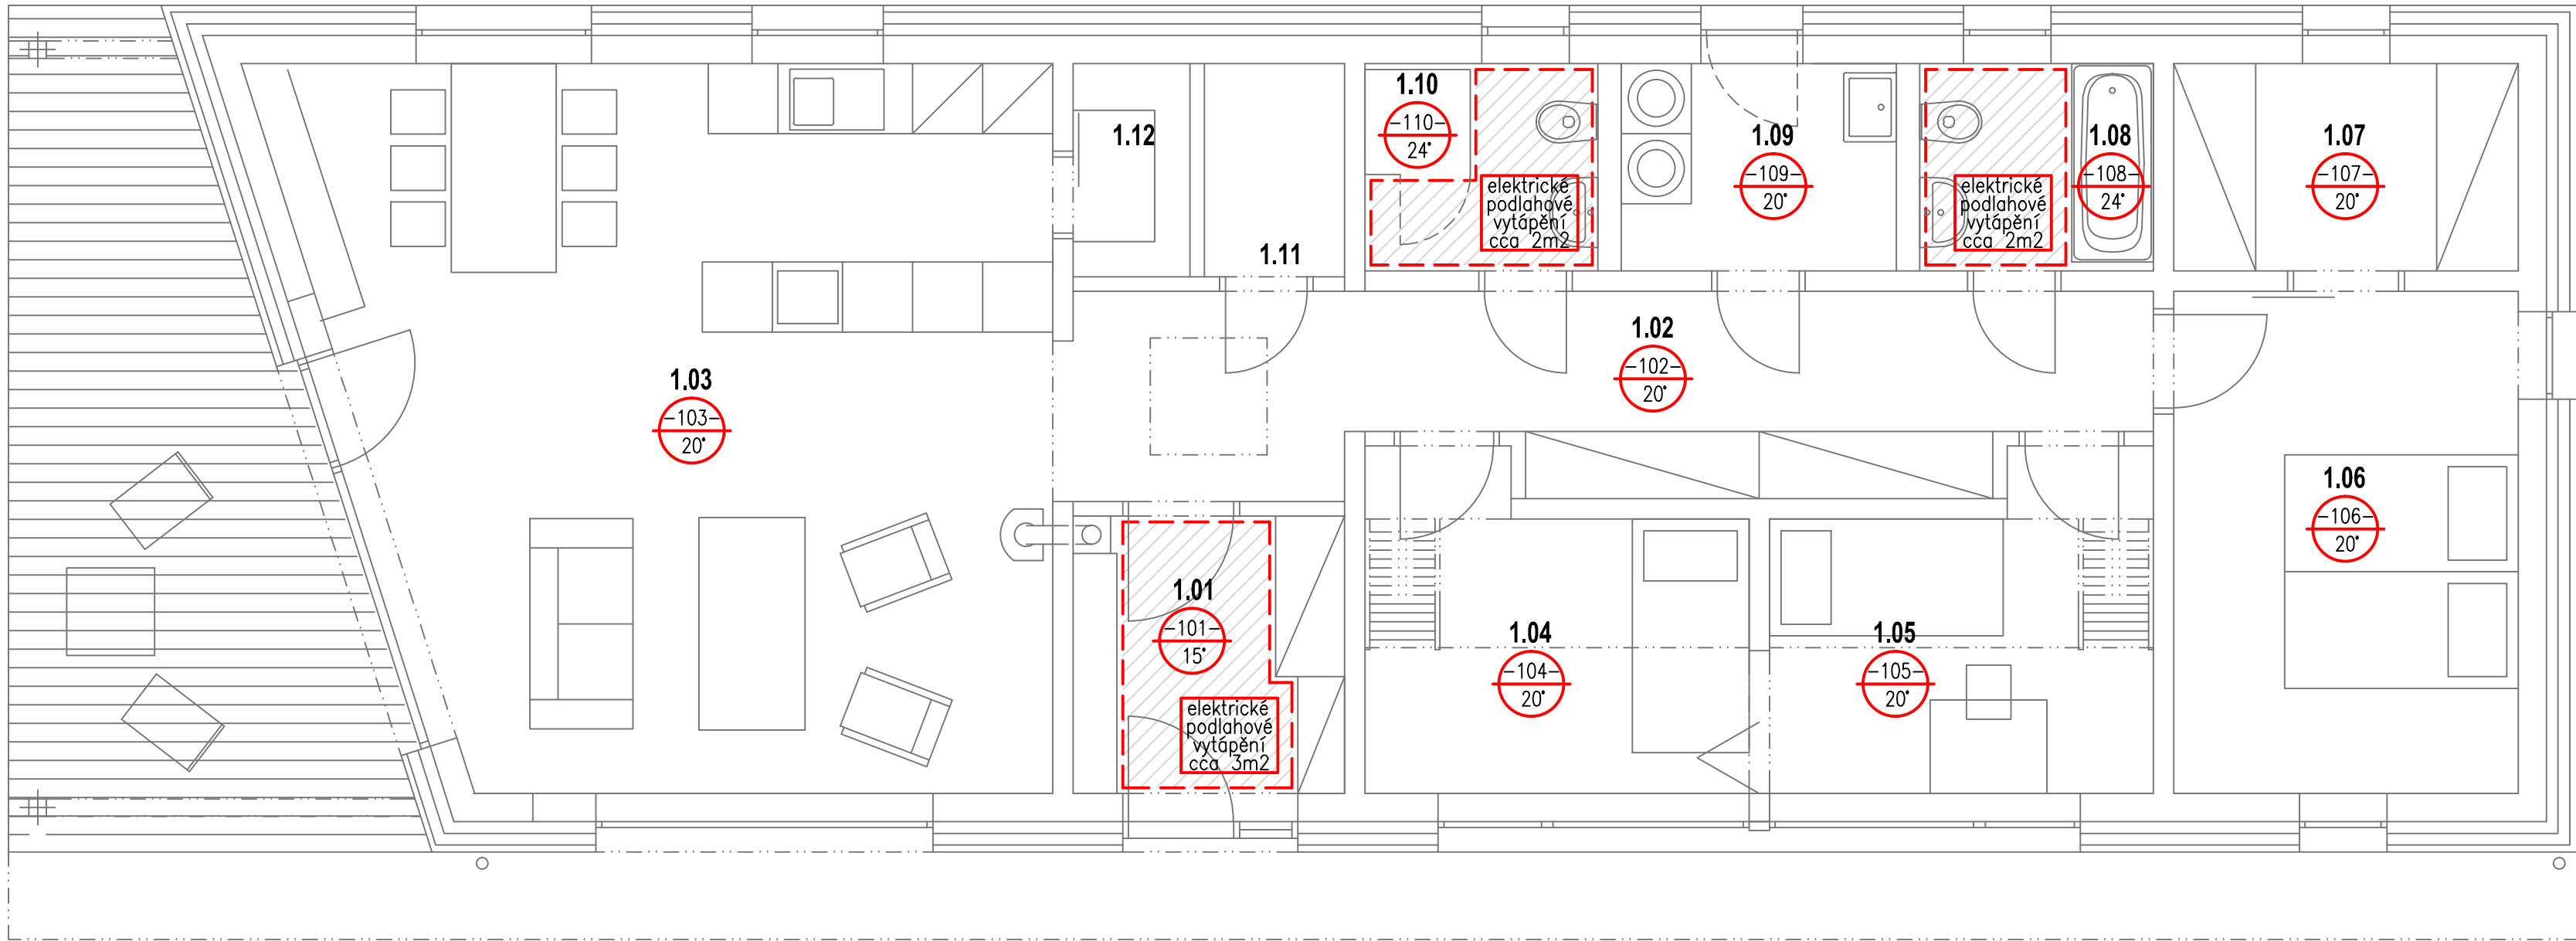 1.10
-110-
24°
1.12
1.09
-109-
20°
1.08
-108-
24°
1.07
-107-
20°
elektrické
podlahové
vytápění
cca 2m2
elektrické
podlahové
vytápění
cca 2m2
1.11
1.02
-102-
20°
1.03
-103-
20°
1.06
-106-
20°
1.01
-101-
15°
1.04
-104-
20°
1.05
-105-
20°
elektrické
podlahové
vytápění
cca 3m2